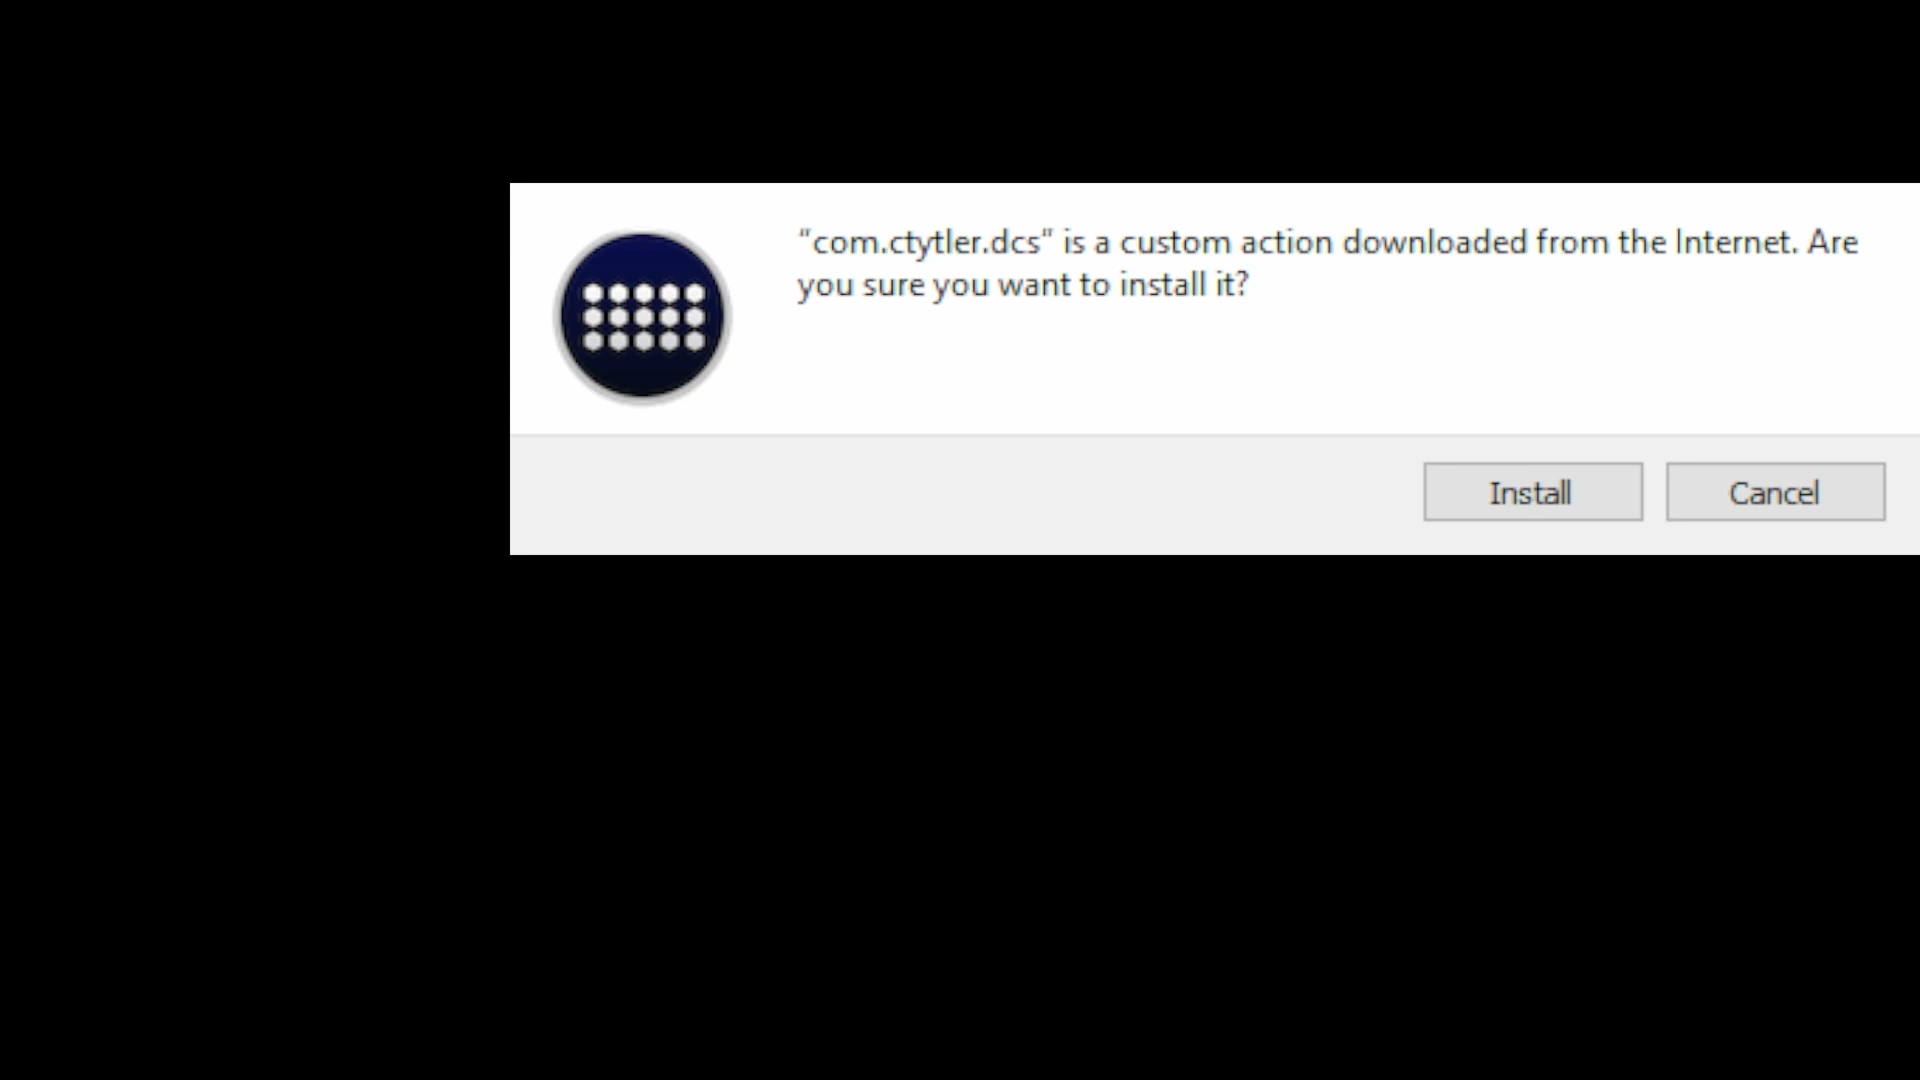 “com.ctytler.dcs” is a custom action downloaded from the Internet. Are
you sure you want to install it?
Install
Cancel